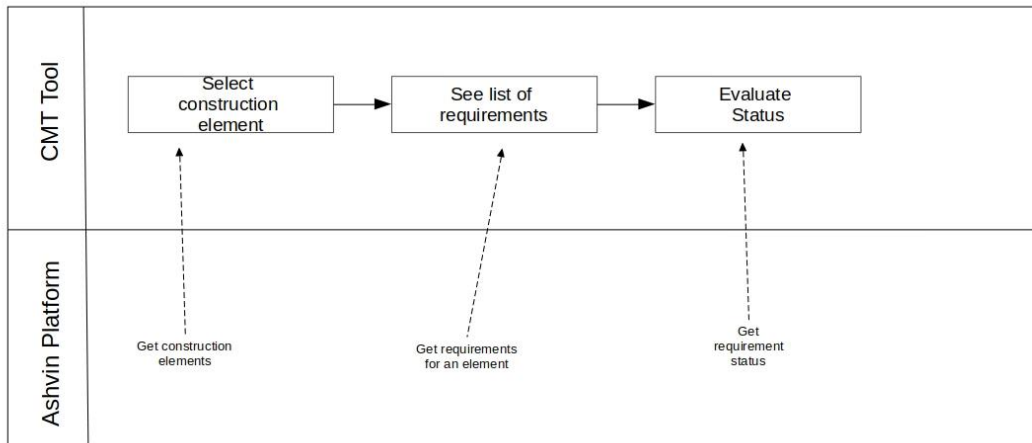 CMT Tool
Select
construction
element
See list of
requirements
Evaluate
Status
Ashvin Platform
Get construction
elements
Get requirements
for an element
Get
requirement
status